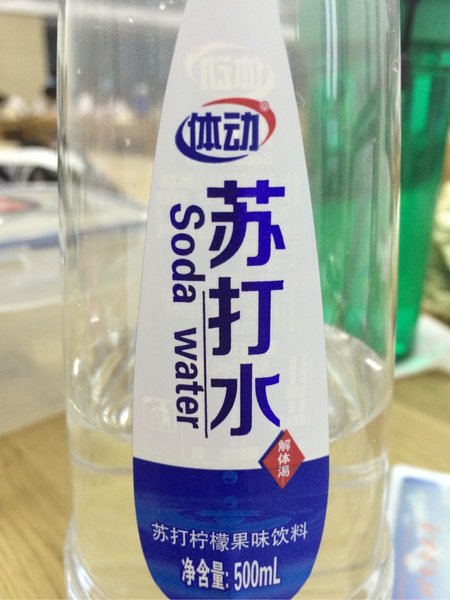 体动®
苏打水
Soda water
解体渴
苏打柠檬果味饮料
净含量: 500mL